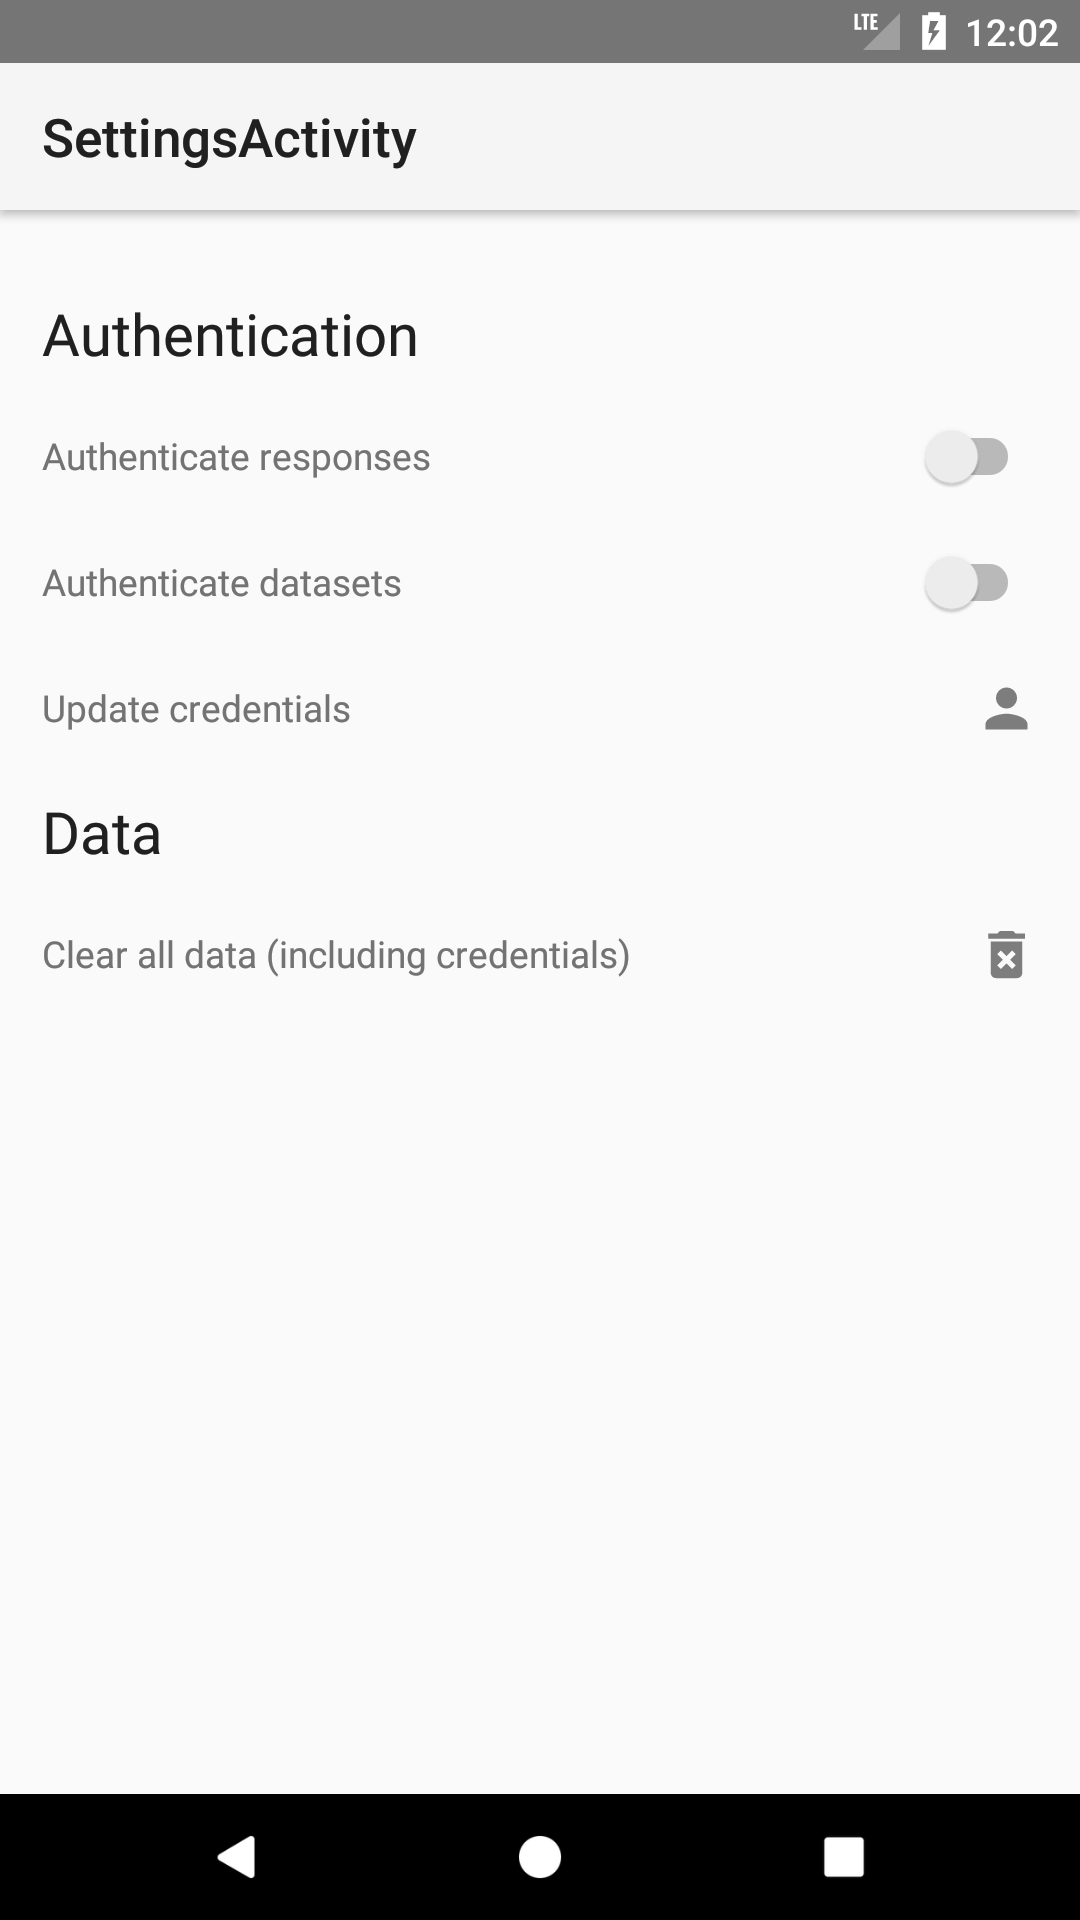 LTE 12:02
SettingsActivity
Authentication
Authenticate responses
Authenticate datasets
Update credentials
Data
Clear all data (including credentials)